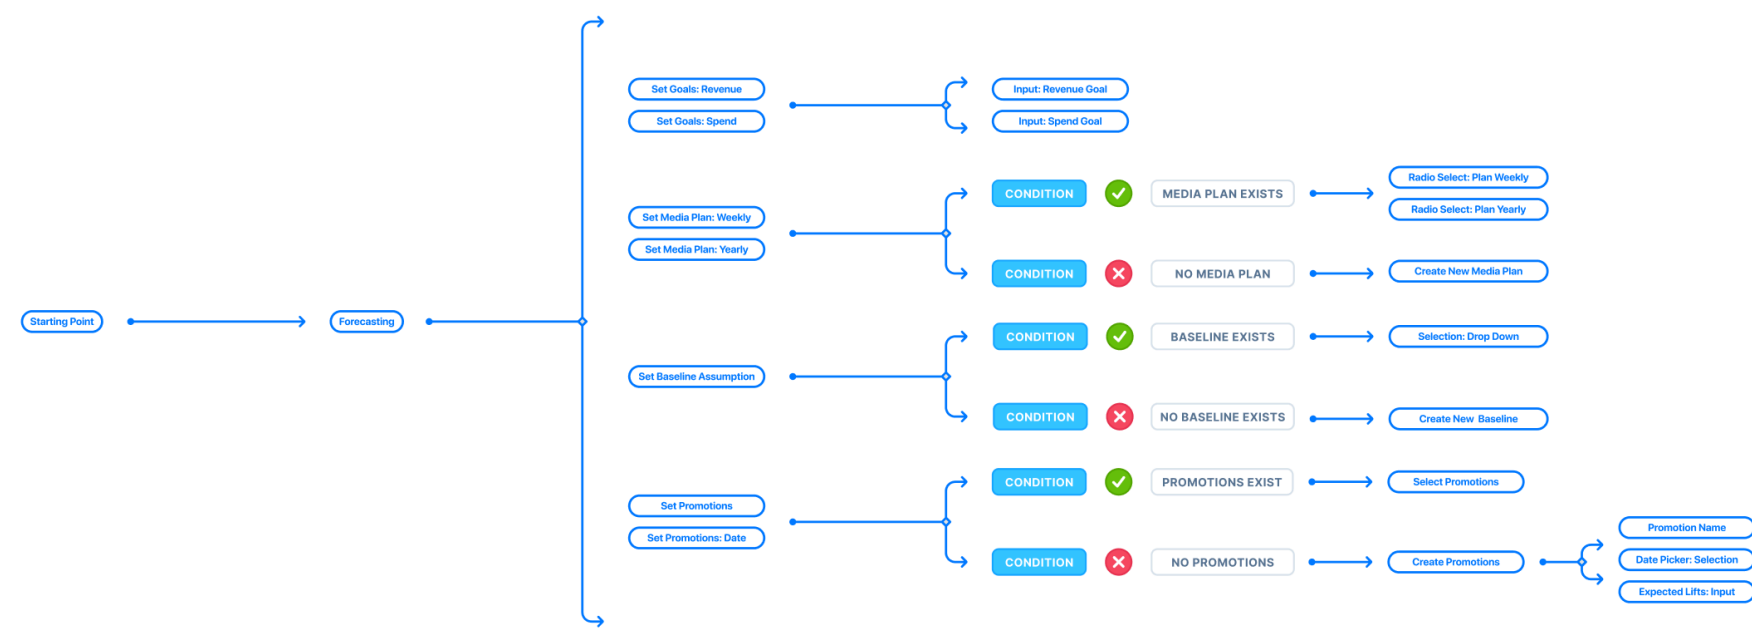 Set Goals: Revenue
Set Goals: Spend
Input: Revenue Goal
Input: Spend Goal
Set Media Plan: Weekly
Set Media Plan: Yearly
CONDITION
MEDIA PLAN EXISTS
Radio Select: Plan Weekly
Radio Select: Plan Yearly
CONDITION
NO MEDIA PLAN
Create New Media Plan
Starting Point
Forecasting
Set Baseline Assumption
CONDITION
BASELINE EXISTS
Selection: Drop Down
CONDITION
NO BASELINE EXISTS
Create New Baseline
Set Promotions
Set Promotions: Date
CONDITION
PROMOTIONS EXIST
Select Promotions
CONDITION
NO PROMOTIONS
Create Promotions
Promotion Name
Date Picker: Selection
Expected Lifts: Input